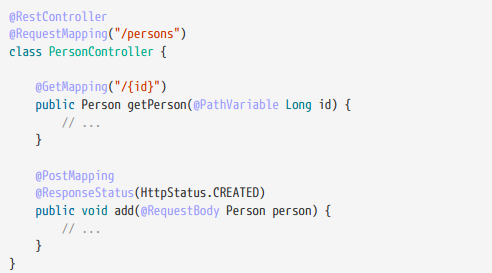 @RestController
@RequestMapping("/persons")
class PersonController {
    @GetMapping("/{id}")
    public Person getPerson(@PathVariable Long id) {
        // ...
    }
    @PostMapping
    @ResponseStatus(HttpStatus.CREATED)
    public void add(@RequestBody Person person) {
        // ...
    }
}